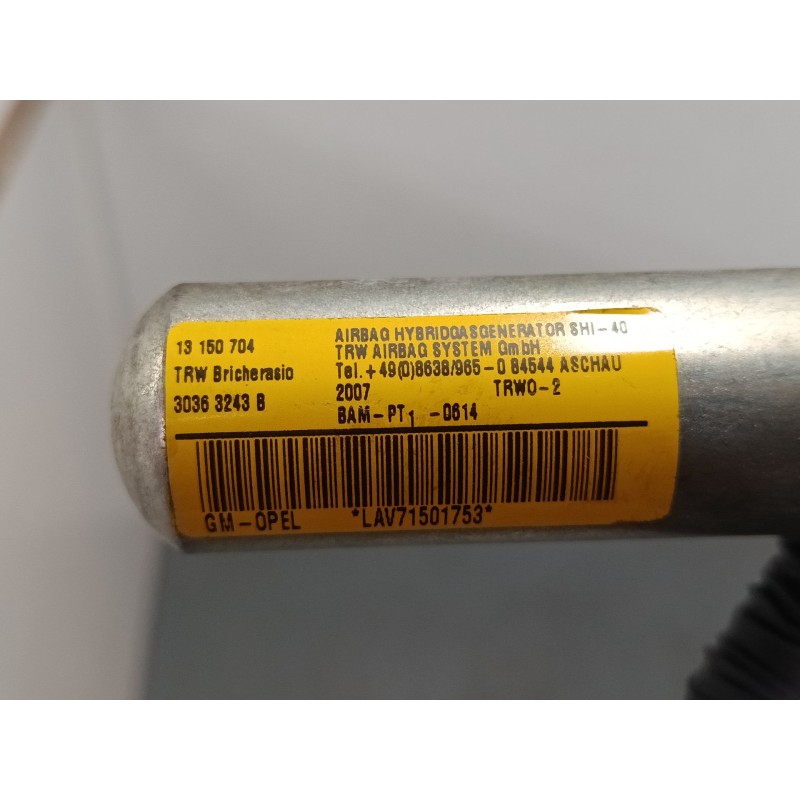 13 150 704
TRW Bricherasio
3036 3243 B
AIRBAG HYBRIDGASGENERATOR SHI-40
TRW AIRBAG SYSTEM GmbH
Tel.+49(0)8638/965-0 84544 ASCHAU
2007 TRWO-2
BAM-PT1 -0614
GM-OPEL *LAV71501753*